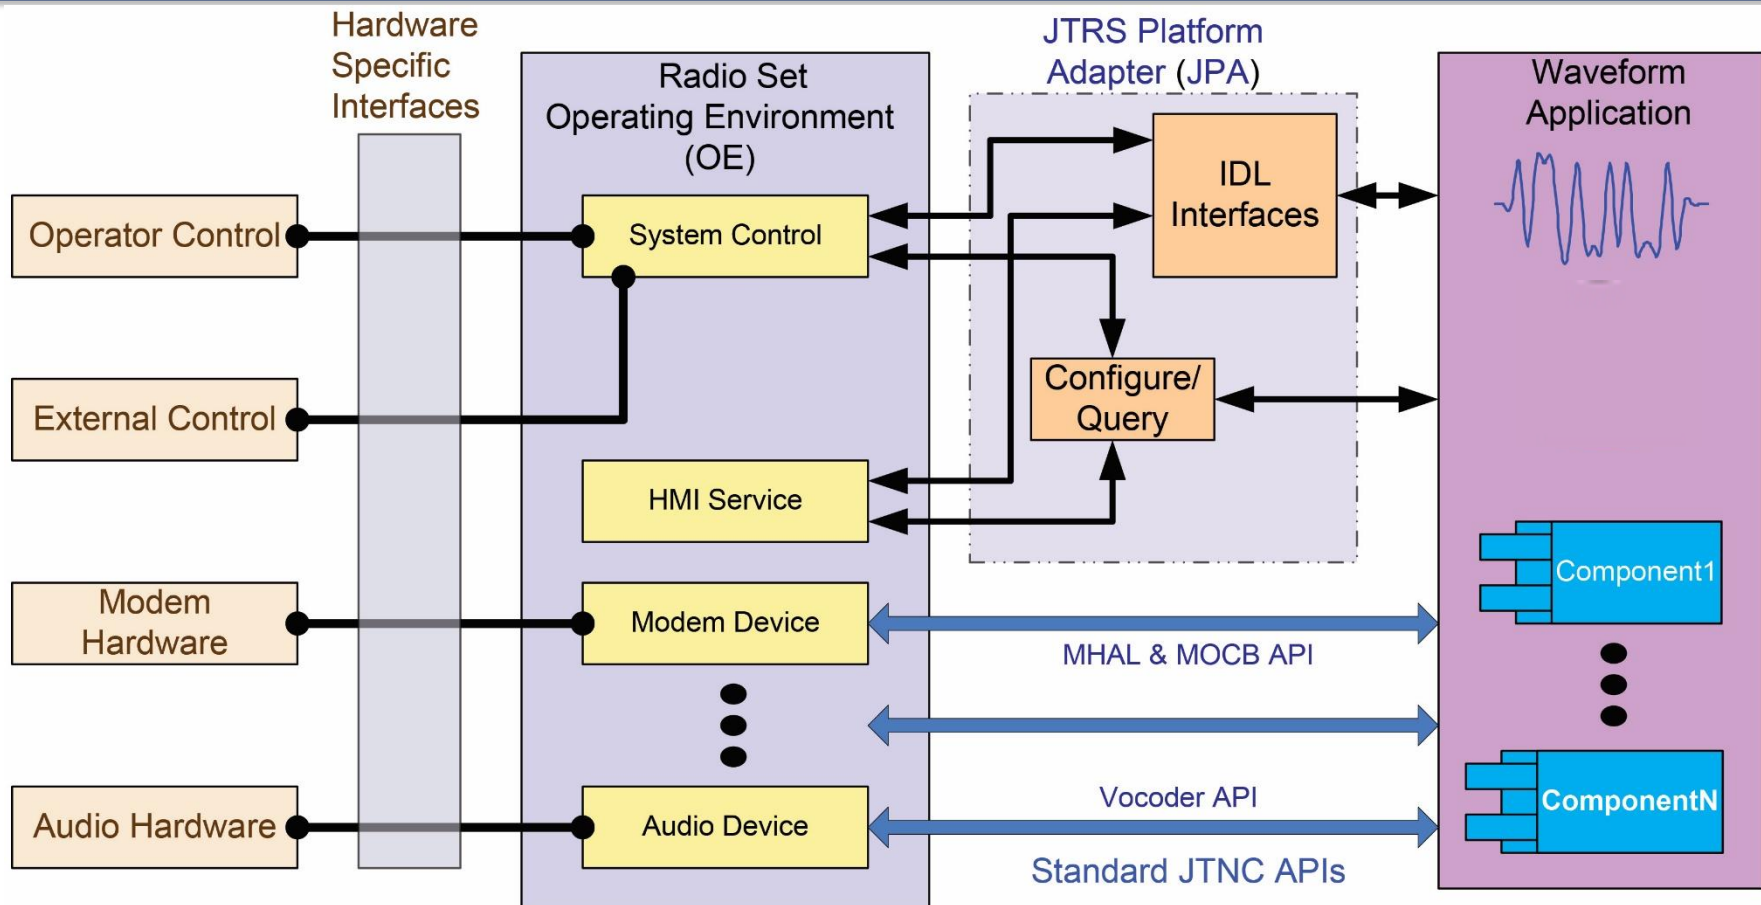 Hardware
Specific
Interfaces
Radio Set
Operating Environment
(OE)
JTRS Platform
Adapter (JPA)
Waveform
Application
Operator Control
System Control
IDL
Interfaces
External Control
Configure/
Query
HMI Service
Modem
Hardware
Modem Device
MHAL & MOCB API
Component1
Audio Hardware
Audio Device
Vocoder API
ComponentN
Standard JTNC APIs